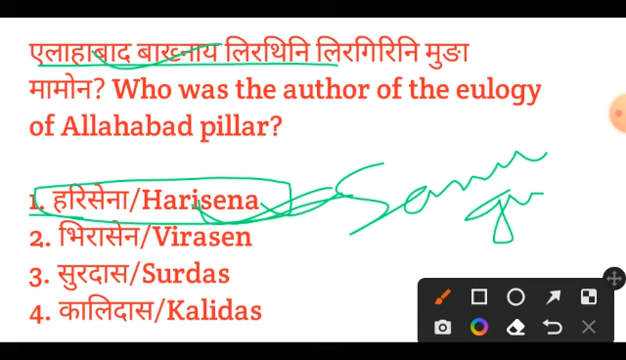 एलाहाबाद बाख्नाय लिरथिनि लिरगिरिनि मुङा
मामोन? Who was the author of the eulogy
of Allahabad pillar?
1. हरिसेना/Harisena
2. भिरासेन/Virasen
3. सुरदास/Surdas
4. कालिदास/Kalidas